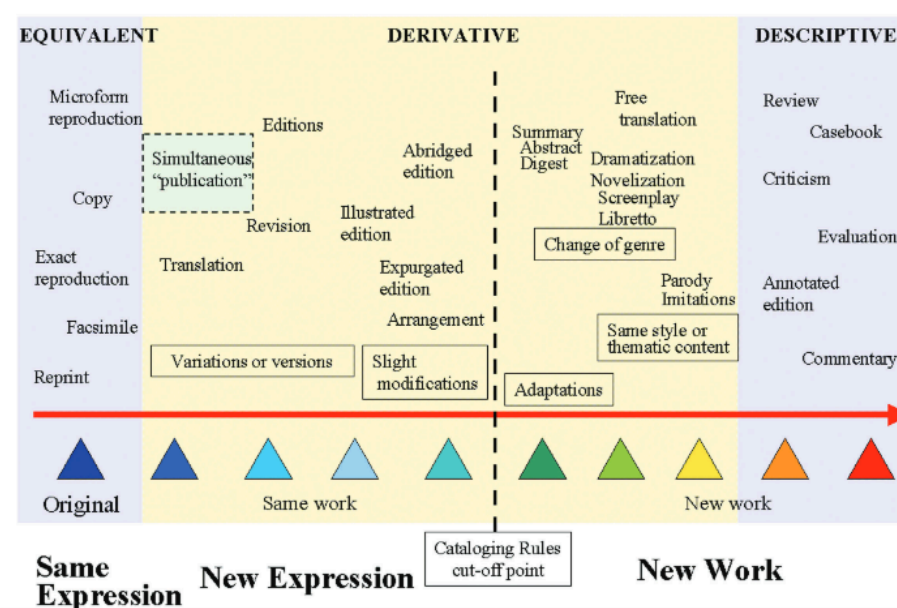 EQUIVALENT
DERIVATIVE
DESCRIPTIVE
Microform
reproduction
Copy
Exact
reproduction
Facsimile
Reprint
Simultaneous
"publication"
Editions
Revision
Translation
Abridged
edition
Illustrated
edition
Expurgated
edition
Arrangement
Variations or versions
Slight
modifications
Summary
Abstract
Digest
Free
translation
Dramatization
Novelization
Screenplay
Libretto
Change of genre
Parody
Imitations
Same style or
thematic content
Adaptations
Review
Casebook
Criticism
Evaluation
Annotated
edition
Commentary
Original
Same work
New work
Same
Expression
New Expression
Cataloging Rules
cut-off point
New Work